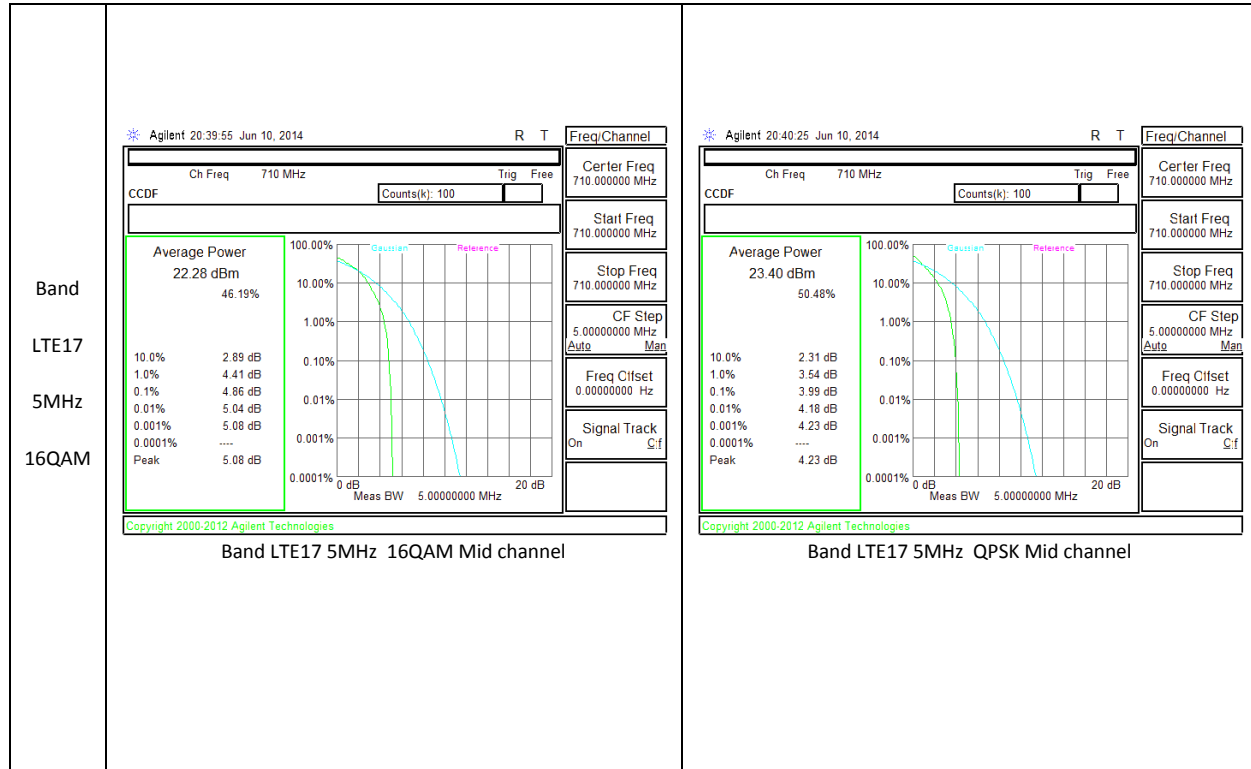 Band
LTE17
5MHz
16QAM
Agilent 20:39:55 Jun 10, 2014 R T
Ch Freq 710 MHz Trig Free
CCDF Counts(k): 100
Average Power
22.28 dBm
46.19%
10.0% 2.89 dB
1.0% 4.41 dB
0.1% 4.86 dB
0.01% 5.04 dB
0.001% 5.08 dB
0.0001% ----
Peak 5.08 dB
Gaussian Reference
100.00%
10.00%
1.00%
0.10%
0.01%
0.001%
0.0001%
0 dB 20 dB
Meas BW 5.00000000 MHz
Freq/Channel
Center Freq
710.000000 MHz
Start Freq
710.000000 MHz
Stop Freq
710.000000 MHz
CF Step
5.00000000 MHz
Auto Man
Freq Offset
0.00000000 Hz
Signal Track
On Off
Copyright 2000-2012 Agilent Technologies
Band LTE17 5MHz 16QAM Mid channel
Agilent 20:40:25 Jun 10, 2014 R T
Ch Freq 710 MHz Trig Free
CCDF Counts(k): 100
Average Power
23.40 dBm
50.48%
10.0% 2.31 dB
1.0% 3.54 dB
0.1% 3.99 dB
0.01% 4.18 dB
0.001% 4.23 dB
0.0001% ----
Peak 4.23 dB
Gaussian Reference
100.00%
10.00%
1.00%
0.10%
0.01%
0.001%
0.0001%
0 dB 20 dB
Meas BW 5.00000000 MHz
Freq/Channel
Center Freq
710.000000 MHz
Start Freq
710.000000 MHz
Stop Freq
710.000000 MHz
CF Step
5.00000000 MHz
Auto Man
Freq Offset
0.00000000 Hz
Signal Track
On Off
Copyright 2000-2012 Agilent Technologies
Band LTE17 5MHz QPSK Mid channel